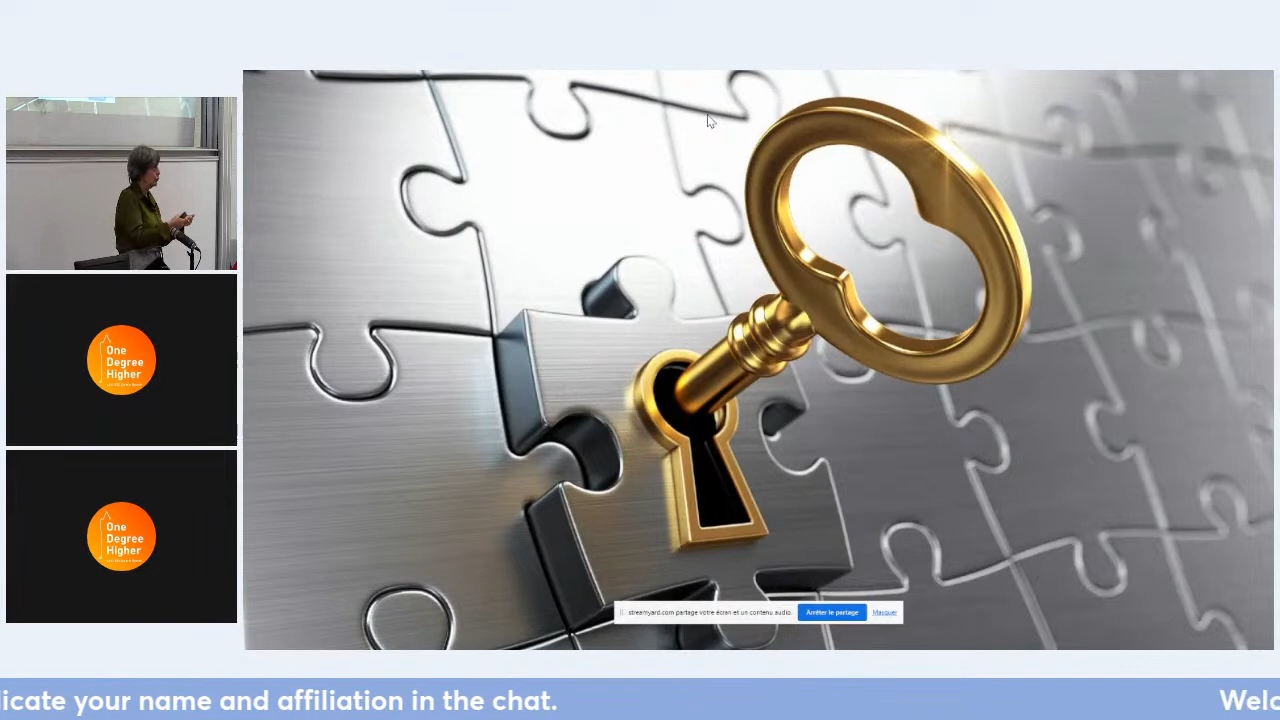 One
Degree
Higher
One
Degree
Higher
streamyard.com partage votre écran et un contenu audio.
Arrêter le partage
Masquer
licate your name and affiliation in the chat.
Welc